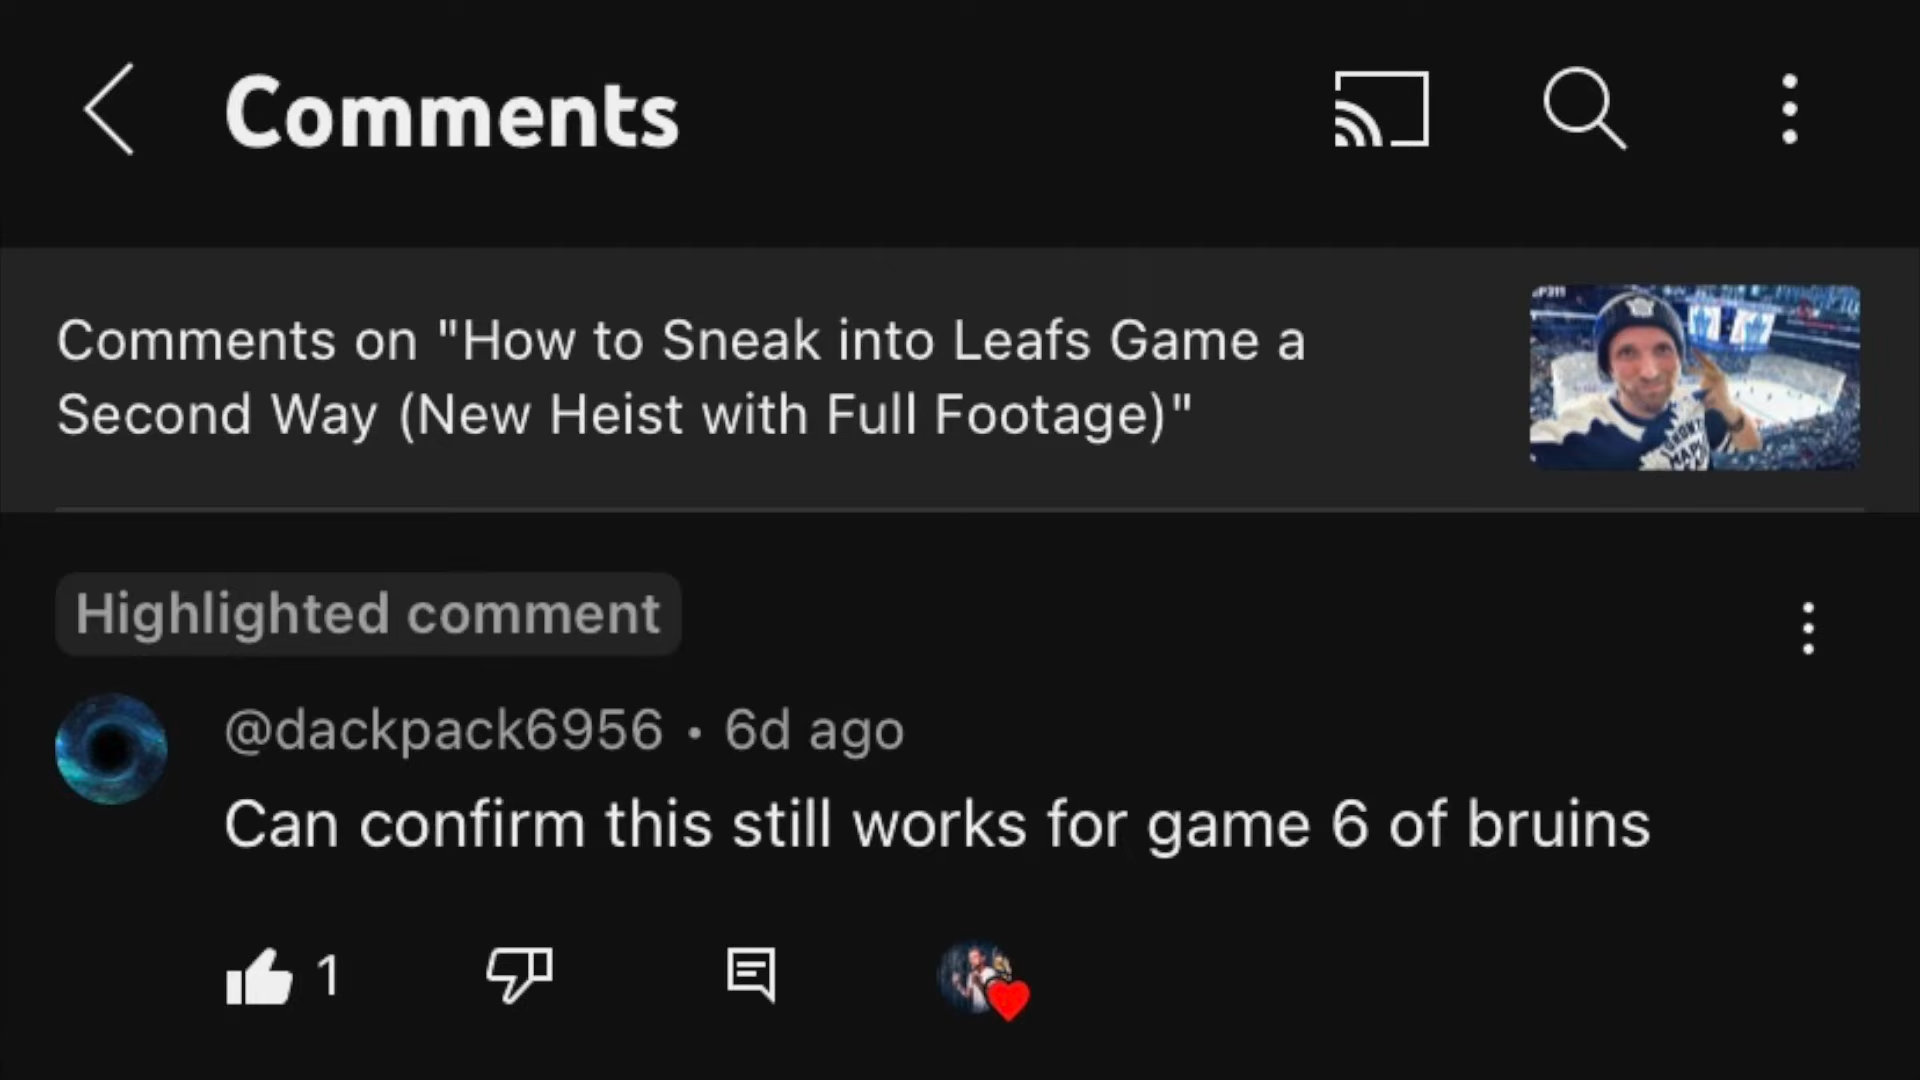 Comments
Comments on "How to Sneak into Leafs Game a
Second Way (New Heist with Full Footage)"
Highlighted comment
@dackpack6956 • 6d ago
Can confirm this still works for game 6 of bruins
1